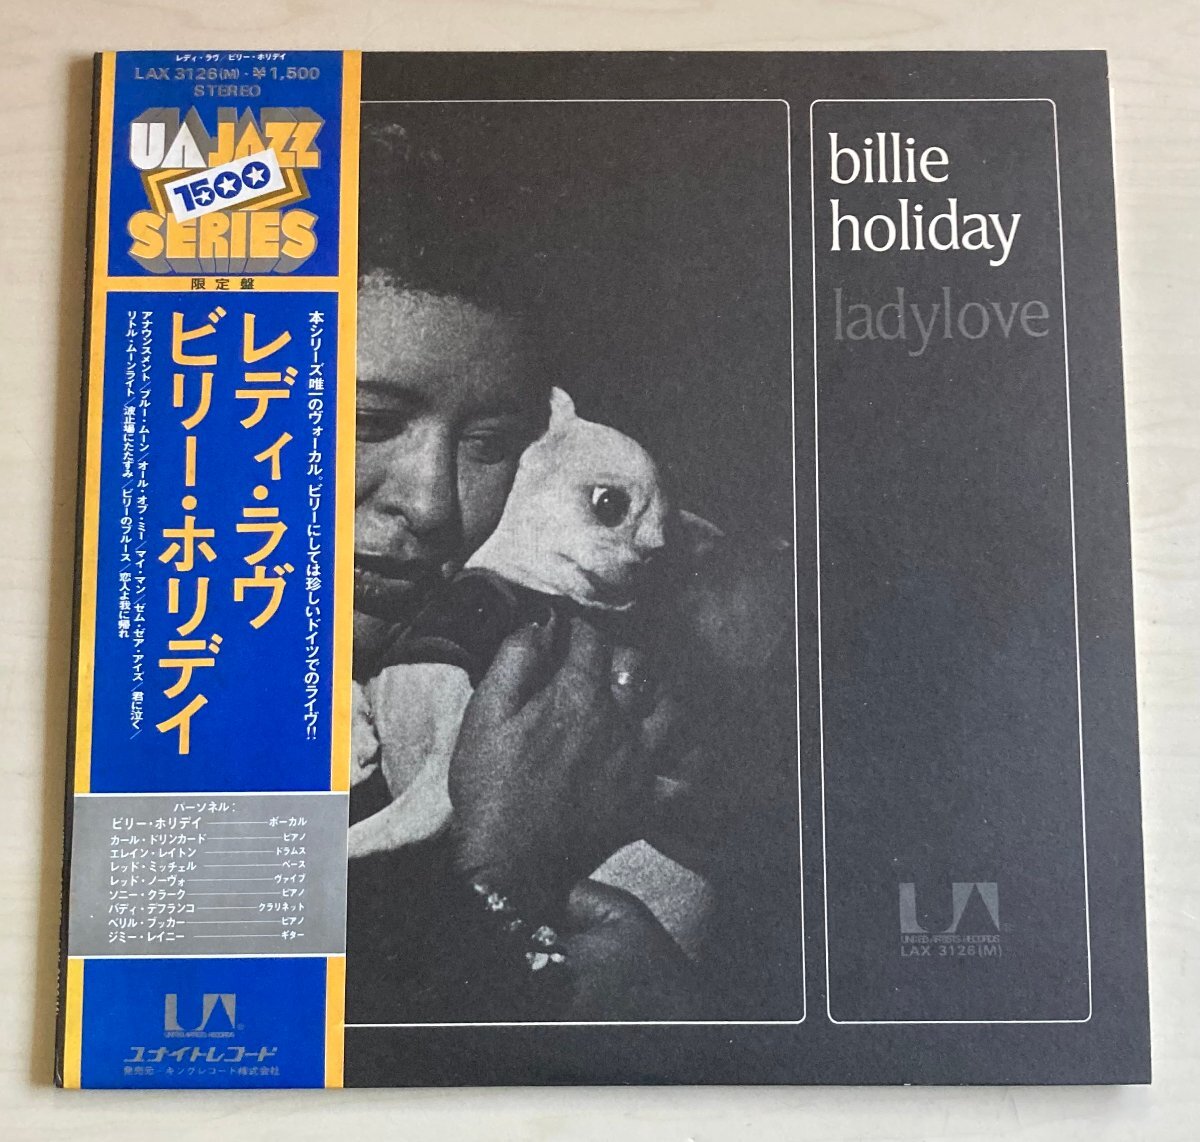 レディ・ラヴ/ビリー・ホリデイ
LAX 3126(M)・¥1,500
STEREO
UA JAZZ
1500
SERIES
限定盤
本シリーズ唯一のヴォーカル。ビリーにしては珍しいドイツでのライヴ!!
レディ・ラヴ
ビリー・ホリデイ
アナウンスメント/ブルー・ムーン/オール・オブ・ミー/マイ・マン/ゼム・ゼア・アイズ/君に泣く/
リトル・ムーンライト/波止場にたたずみ/ビリーのブルース/恋人よ我に帰れ
パーソネル:
ビリー・ホリデイ ボーカル
カール・ドリンカード ピアノ
エレイン・レイトン ドラムス
レッド・ミッチェル ベース
レッド・ノーヴォ ヴァイブ
ソニー・クラーク ピアノ
バディ・デフランコ クラリネット
ベリル・ブッカー ピアノ
ジミー・レイニー ギター
UA
UNITED ARTISTS RECORDS
ユナイトレコード
発売元-キングレコード株式会社
billie
holiday
ladylove
UA
UNITED ARTISTS RECORDS
LAX 3126(M)